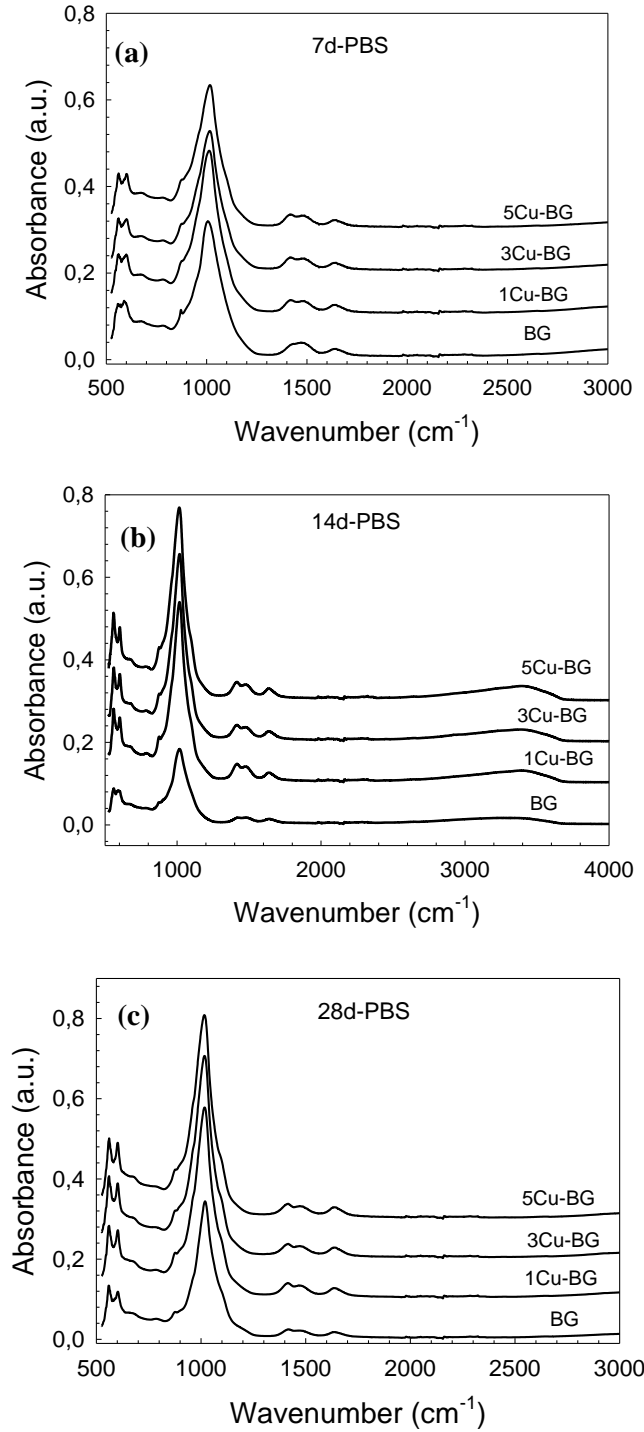 (a)
7d-PBS
0,8
0,6
0,4
0,2
0,0
Absorbance (a.u.)
5Cu-BG
3Cu-BG
1Cu-BG
BG
500 1000 1500 2000 2500 3000
Wavenumber (cm⁻¹)
(b)
14d-PBS
0,8
0,6
0,4
0,2
0,0
Absorbance (a.u.)
5Cu-BG
3Cu-BG
1Cu-BG
BG
1000 2000 3000 4000
Wavenumber (cm⁻¹)
(c)
28d-PBS
0,8
0,6
0,4
0,2
0,0
Absorbance (a.u.)
5Cu-BG
3Cu-BG
1Cu-BG
BG
500 1000 1500 2000 2500 3000
Wavenumber (cm⁻¹)